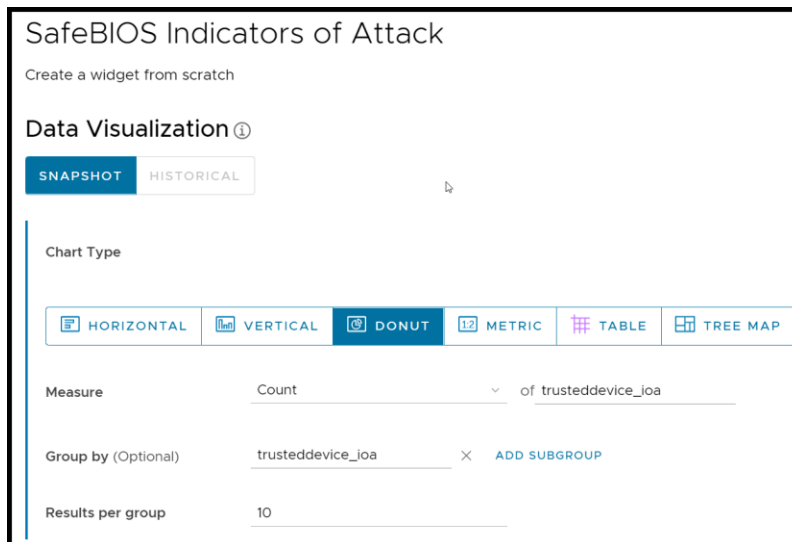 SafeBIOS Indicators of Attack
Create a widget from scratch
Data Visualization
SNAPSHOT HISTORICAL
Chart Type
HORIZONTAL VERTICAL DONUT 1:2 METRIC TABLE TREE MAP
Measure Count of trusteddevice_ioa
Group by (Optional) trusteddevice_ioa ADD SUBGROUP
Results per group 10